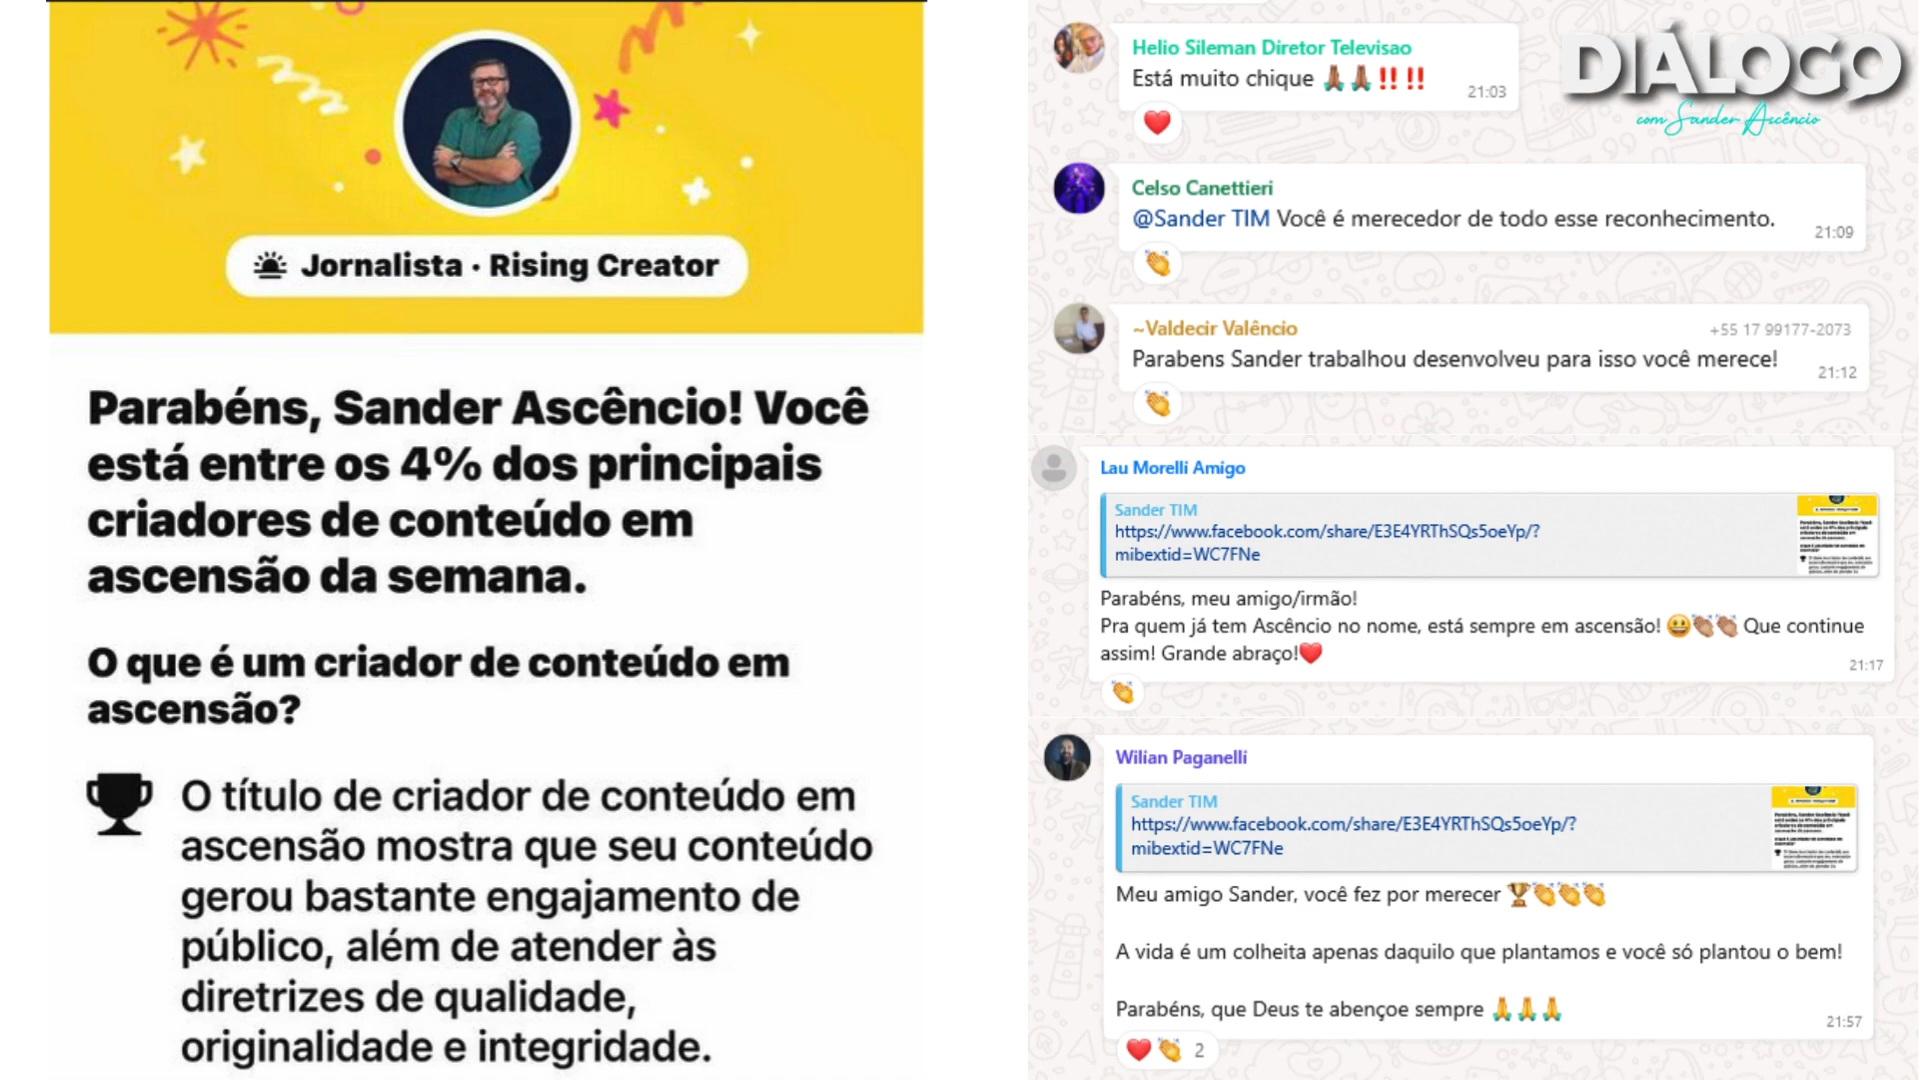 Jornalista · Rising Creator
Parabéns, Sander Ascêncio! Você
está entre os 4% dos principais
criadores de conteúdo em
ascensão da semana.
O que é um criador de conteúdo em
ascensão?
O título de criador de conteúdo em
ascensão mostra que seu conteúdo
gerou bastante engajamento de
público, além de atender às
diretrizes de qualidade,
originalidade e integridade.
DIÁLOGO
com Sander Ascêncio
Helio Sileman Diretor Televisao
Está muito chique 🙏🏾🙏🏾‼️‼️
21:03
Celso Canettieri
@Sander TIM Você é merecedor de todo esse reconhecimento.
21:09
~Valdecir Valêncio
+55 17 99177-2073
Parabens Sander trabalhou desenvolveu para isso você merece!
21:12
Lau Morelli Amigo
Sander TIM
https://www.facebook.com/share/E3E4YRThSQs5oeYp/?
mibextid=WC7FNe
Parabéns, meu amigo/irmão!
Pra quem já tem Ascêncio no nome, está sempre em ascensão! 😀👏🏽👏🏽 Que continue
assim! Grande abraço!❤️
21:17
Wilian Paganelli
Sander TIM
https://www.facebook.com/share/E3E4YRThSQs5oeYp/?
mibextid=WC7FNe
Meu amigo Sander, você fez por merecer 🏆👏👏👏
A vida é um colheita apenas daquilo que plantamos e você só plantou o bem!
Parabéns, que Deus te abençoe sempre 🙏🙏🙏
21:57
2